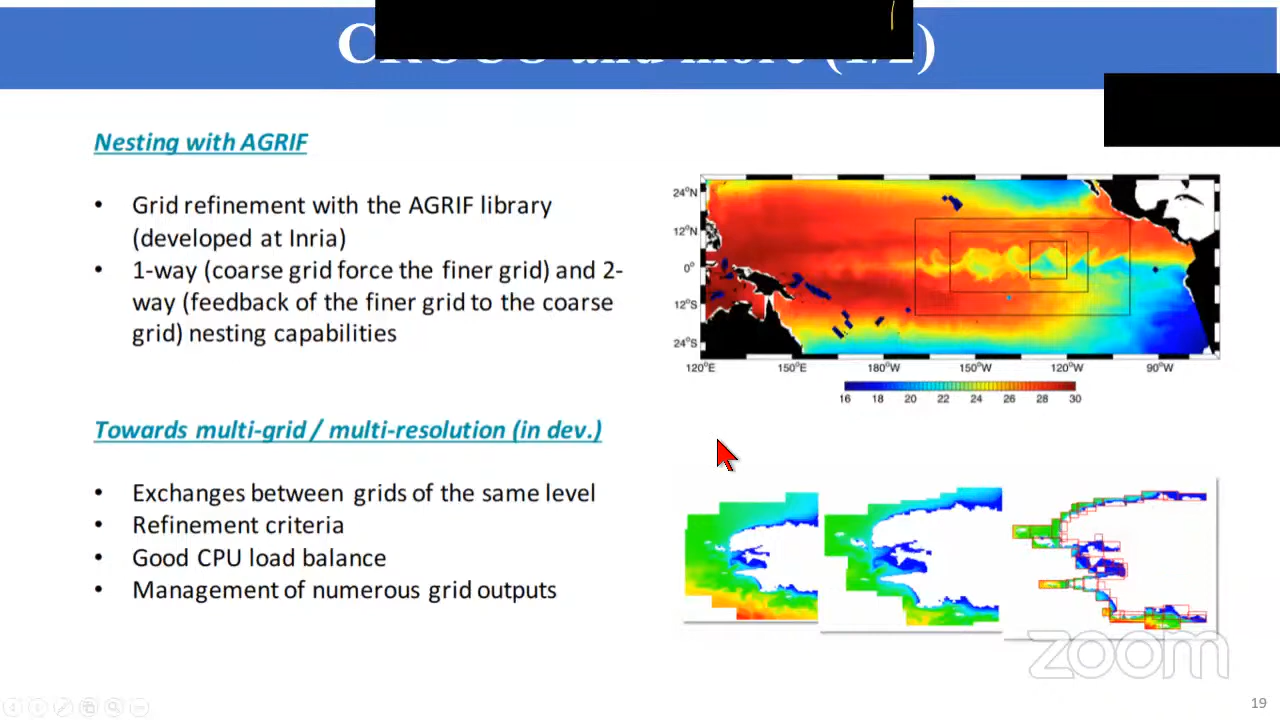 and more (1/2)
Nesting with AGRIF
• Grid refinement with the AGRIF library
(developed at Inria)
• 1-way (coarse grid force the finer grid) and 2-
way (feedback of the finer grid to the coarse
grid) nesting capabilities
24°N
12°N
0°
12°S
24°S
120°E 150°E 180°W 150°W 120°W 90°W
16 18 20 22 24 26 28 30
Towards multi-grid / multi-resolution (in dev.)
• Exchanges between grids of the same level
• Refinement criteria
• Good CPU load balance
• Management of numerous grid outputs
zoom
19